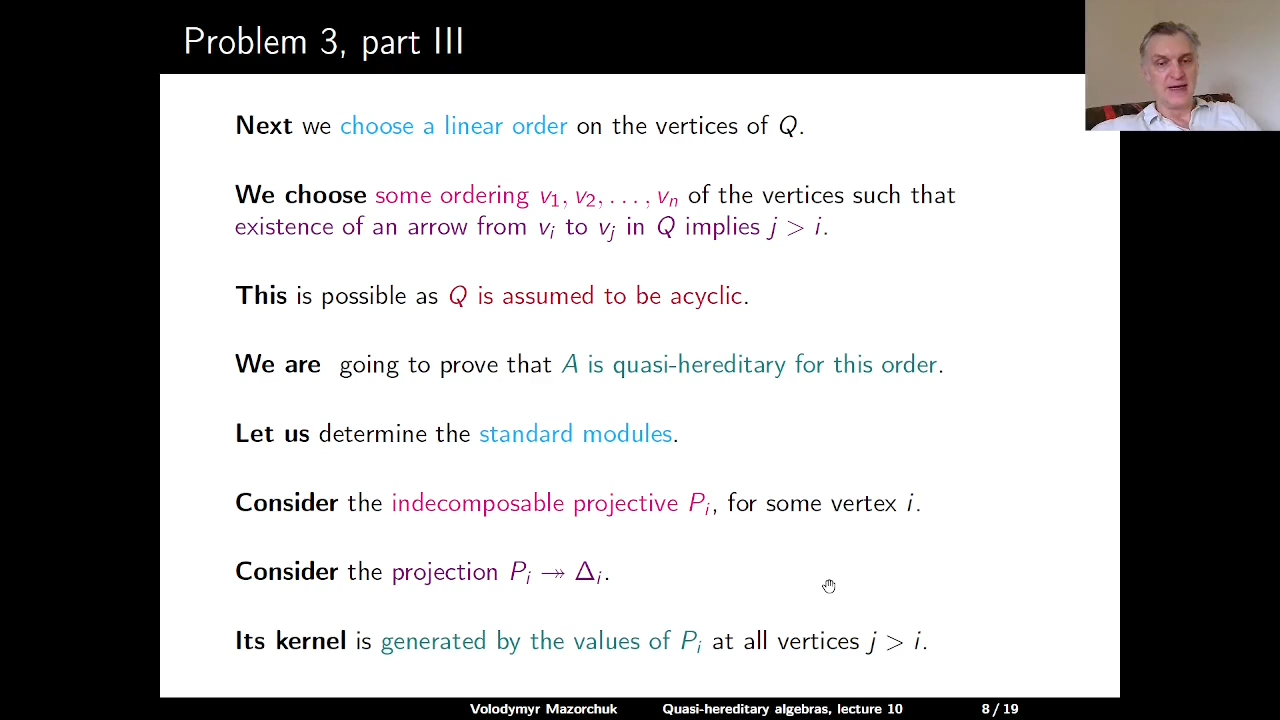 Problem 3, part III
Next we choose a linear order on the vertices of Q.
We choose some ordering v₁, v₂, . . . , vₙ of the vertices such that
existence of an arrow from vᵢ to vⱼ in Q implies j > i.
This is possible as Q is assumed to be acyclic.
We are going to prove that A is quasi-hereditary for this order.
Let us determine the standard modules.
Consider the indecomposable projective Pᵢ, for some vertex i.
Consider the projection Pᵢ ↠ Δᵢ.
Its kernel is generated by the values of Pᵢ at all vertices j > i.
Volodymyr Mazorchuk Quasi-hereditary algebras, lecture 10 8 / 19